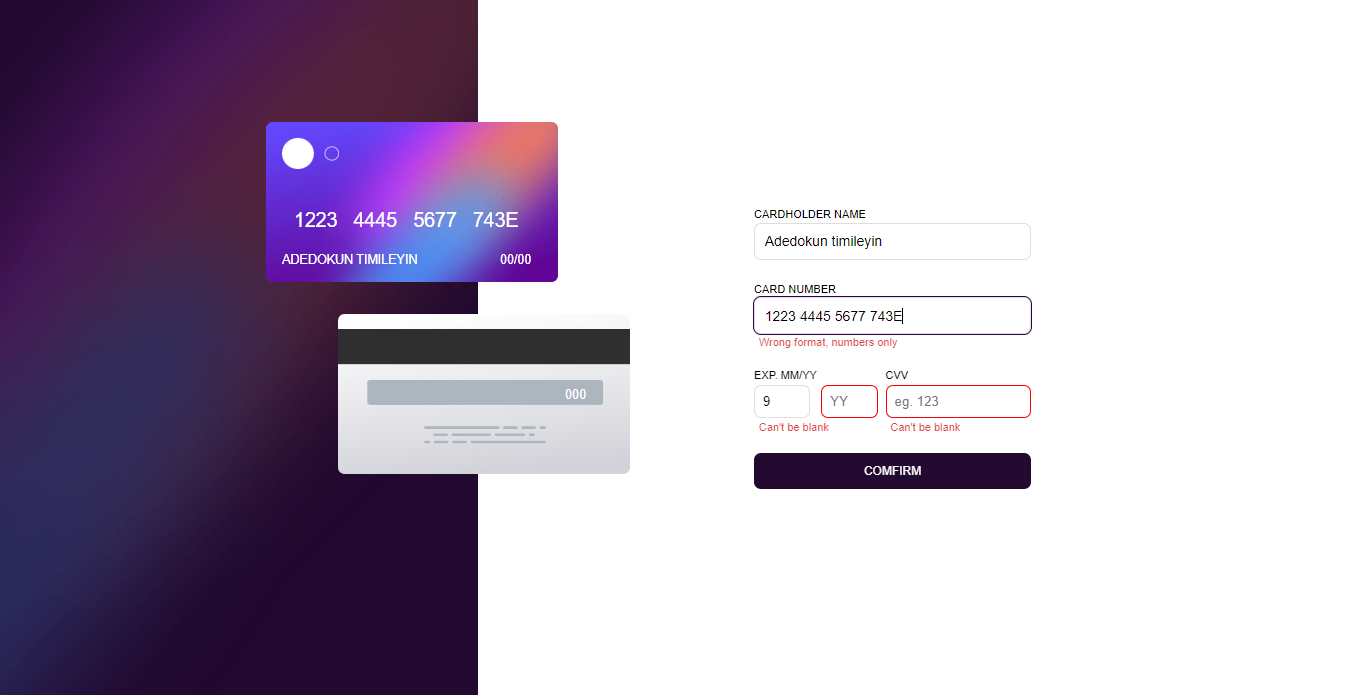 1223 4445 5677 743E
ADEDOKUN TIMILEYIN 00/00
000
CARDHOLDER NAME
Adedokun timileyin
CARD NUMBER
1223 4445 5677 743E
Wrong format, numbers only
EXP. MM/YY CVV
9 YY eg. 123
Can't be blank Can't be blank
COMFIRM